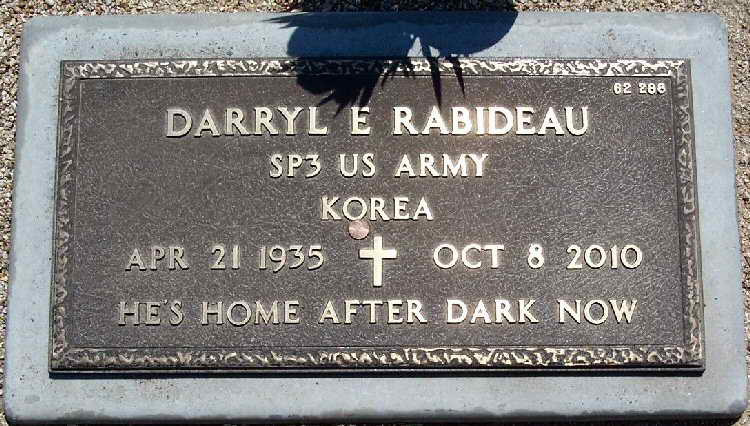 62 286
DARRYL E RABIDEAU
SP3 US ARMY
KOREA
APR 21 1935 OCT 8 2010
HE'S HOME AFTER DARK NOW